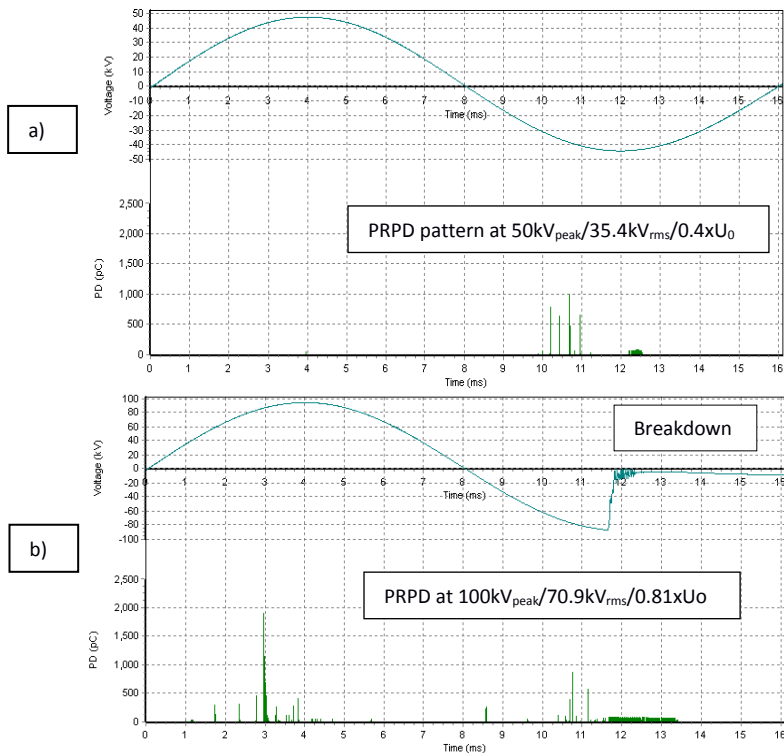 a)
Voltage (kV)
50
40
30
20
10
0
-10
-20
-30
-40
-50
0 1 2 3 4 5 6 7 8 9 10 11 12 13 14 15 16
Time (ms)
PRPD pattern at 50kVpeak/35.4kVrms/0.4xU0
PD (pC)
2,500
2,000
1,500
1,000
500
0
0 1 2 3 4 5 6 7 8 9 10 11 12 13 14 15 16
Time (ms)
b)
Voltage (kV)
100
80
60
40
20
0
-20
-40
-60
-80
-100
0 1 2 3 4 5 6 7 8 9 10 11 12 13 14 15 16
Time (ms)
Breakdown
PRPD at 100kVpeak/70.9kVrms/0.81xUo
PD (pC)
2,500
2,000
1,500
1,000
500
0
0 1 2 3 4 5 6 7 8 9 10 11 12 13 14 15 16
Time (ms)